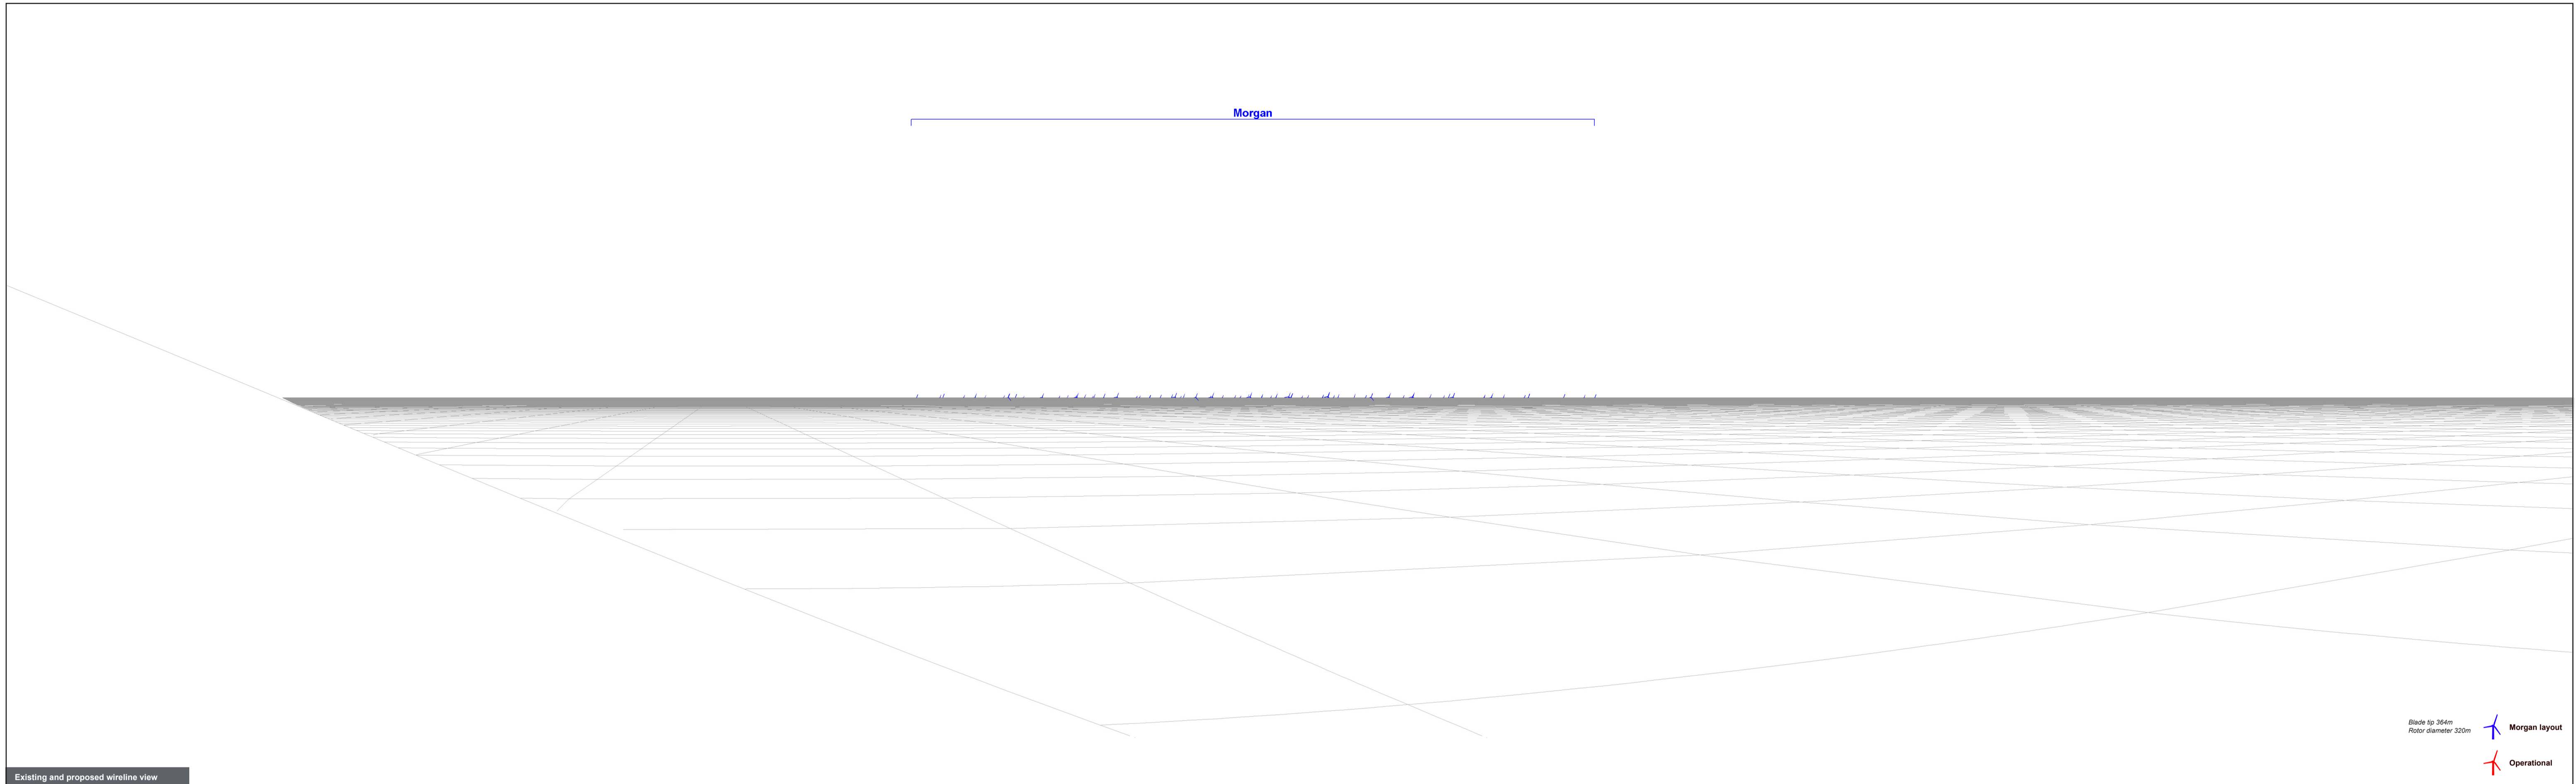 Morgan
Blade tip 364m
Rotor diameter 320m
Morgan layout
Operational
Existing and proposed wireline view